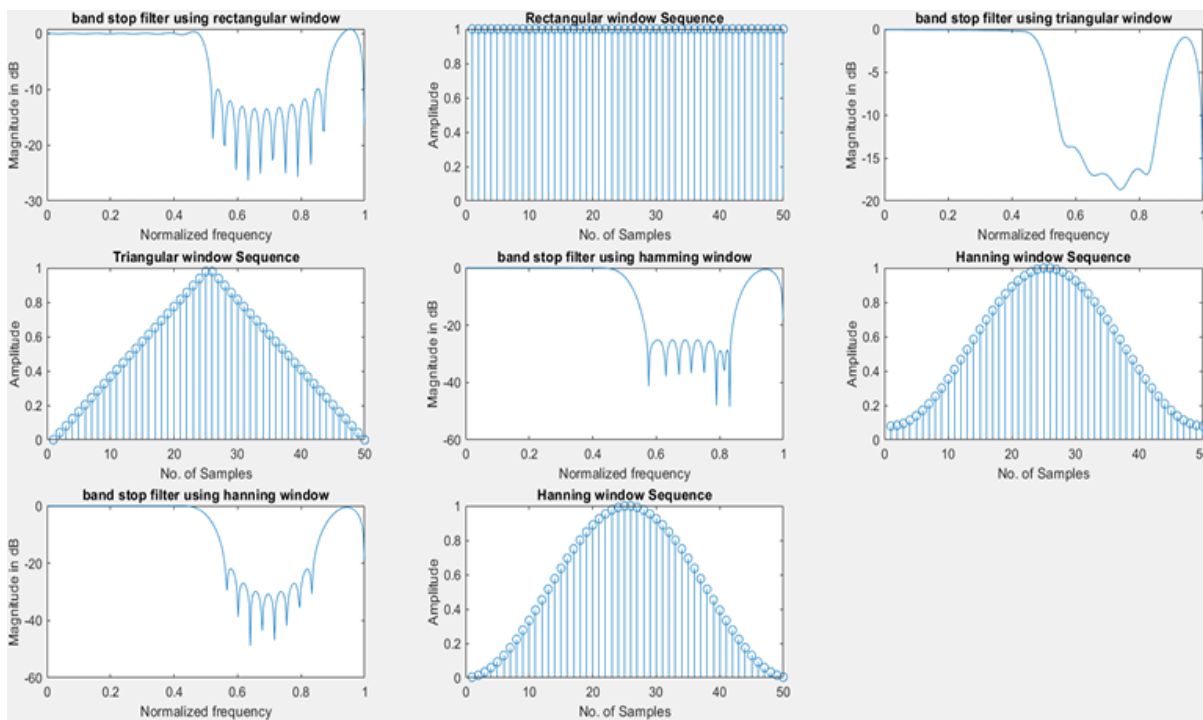 band stop filter using rectangular window
0
-10
-20
-30
Magnitude in dB
0 0.2 0.4 0.6 0.8 1
Normalized frequency
Rectangular window Sequence
1
0.8
0.6
0.4
0.2
0
Amplitude
0 10 20 30 40 50
No. of Samples
band stop filter using triangular window
0
-5
-10
-15
-20
Magnitude in dB
0 0.2 0.4 0.6 0.8 1
Normalized frequency
Triangular window Sequence
1
0.8
0.6
0.4
0.2
0
Amplitude
0 10 20 30 40 50
No. of Samples
band stop filter using hamming window
0
-20
-40
-60
Magnitude in dB
0 0.2 0.4 0.6 0.8 1
Normalized frequency
Hanning window Sequence
1
0.8
0.6
0.4
0.2
0
Amplitude
0 10 20 30 40
No. of Samples
band stop filter using hanning window
0
-20
-40
-60
Magnitude in dB
0 0.2 0.4 0.6 0.8 1
Normalized frequency
Hanning window Sequence
1
0.8
0.6
0.4
0.2
0
Amplitude
0 10 20 30 40 50
No. of Samples